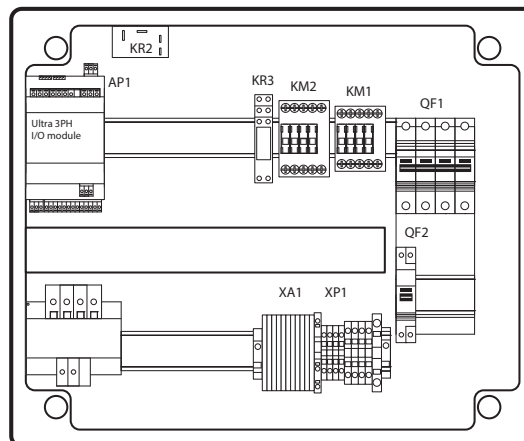 KR2
AP1
KR3
KM2
KM1
QF1
Ultra 3PH
I/O module
QF2
XA1
XP1